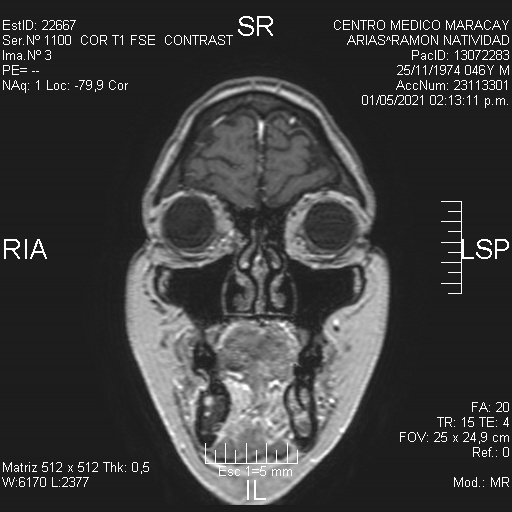 EstID: 22667
Ser.Nº 1100 COR T1 FSE CONTRAST
Ima.Nº 3
PE= --
NAq: 1 Loc: -79,9 Cor
SR
CENTRO MEDICO MARACAY
ARIAS^RAMON NATIVIDAD
PacID: 13072283
25/11/1974 046Y M
AccNum: 23113301
01/05/2021 02:13:11 p.m.
RIA
LSP
FA: 20
TR: 15 TE: 4
FOV: 25 x 24,9 cm
Ref.: 0
Mod.: MR
Matriz 512 x 512 Thk: 0,5
W:6170 L:2377
Esc 1=5 mm
IL